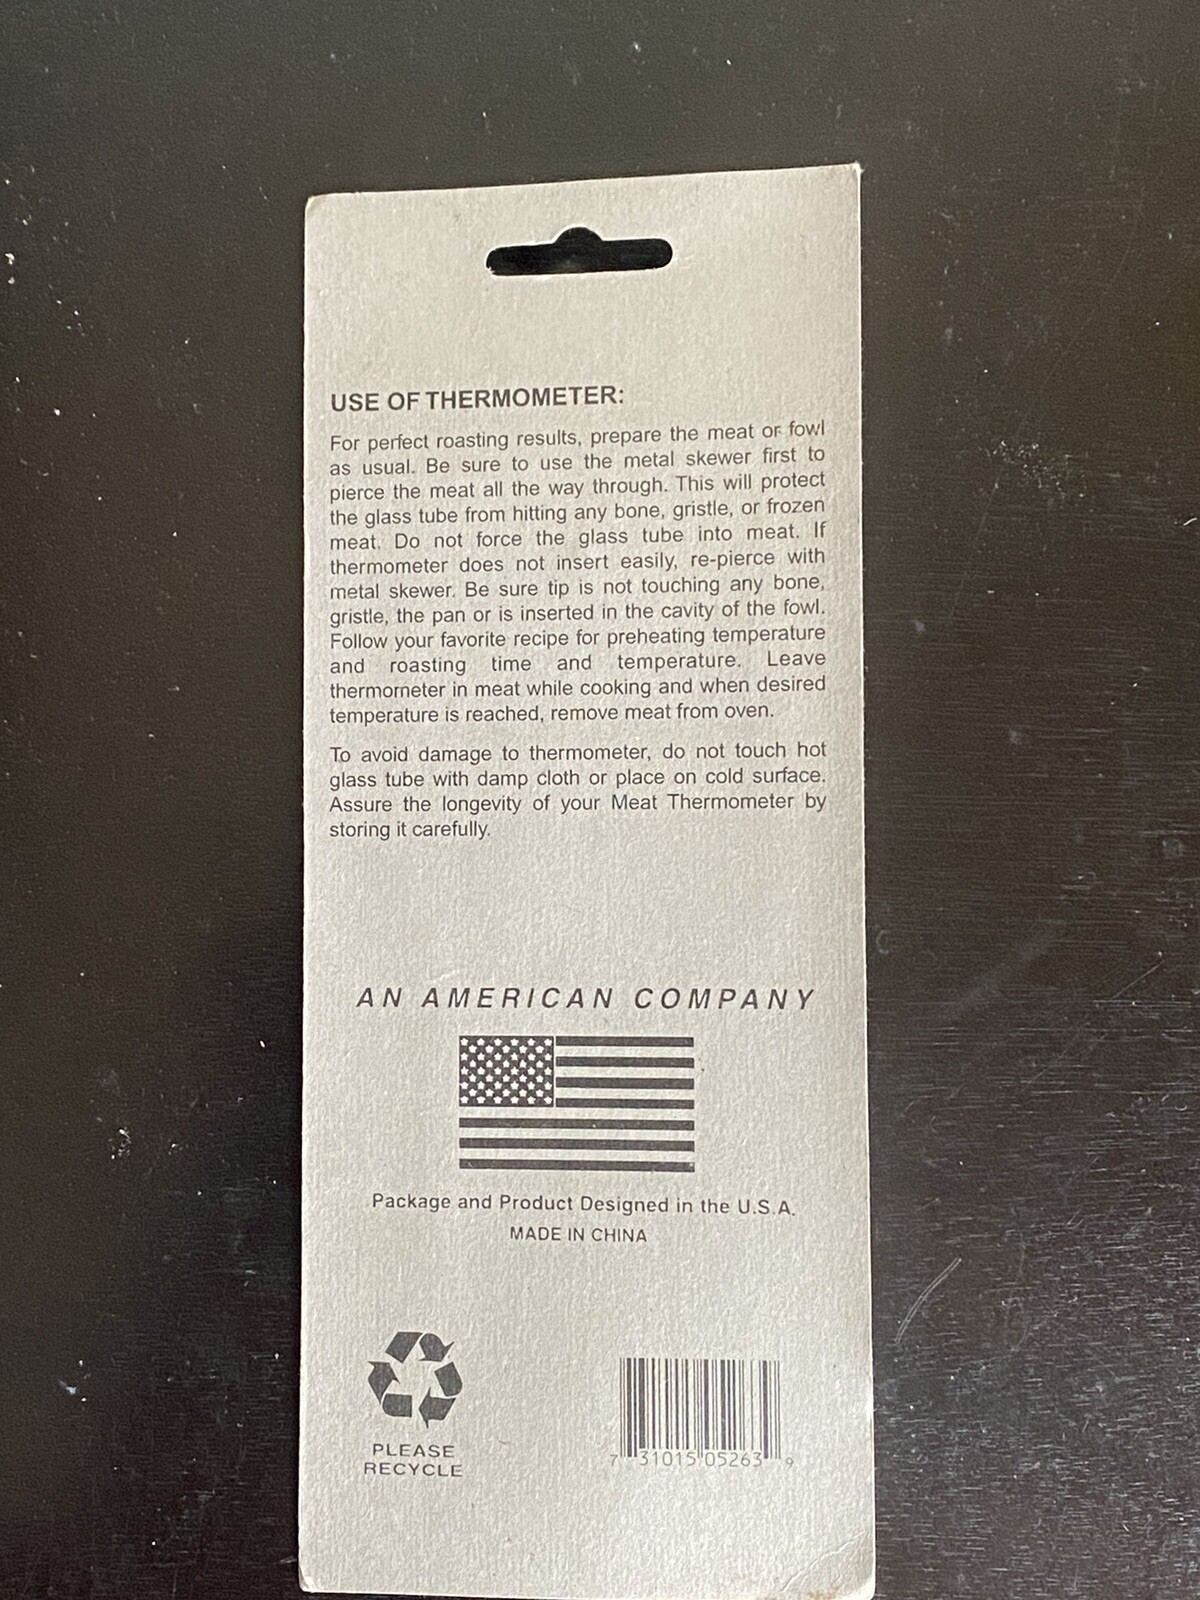 USE OF THERMOMETER:
For perfect roasting results, prepare the meat or fowl
as usual. Be sure to use the metal skewer first to
pierce the meat all the way through. This will protect
the glass tube from hitting any bone, gristle, or frozen
meat. Do not force the glass tube into meat. If
thermometer does not insert easily, re-pierce with
metal skewer. Be sure tip is not touching any bone,
gristle, the pan or is inserted in the cavity of the fowl.
Follow your favorite recipe for preheating temperature
and roasting time and temperature. Leave
thermorneter in meat while cooking and when desired
temperature is reached, remove meat from oven.
To avoid damage to thermometer, do not touch hot
glass tube with damp cloth or place on cold surface.
Assure the longevity of your Meat Thermometer by
storing it carefully.
AN AMERICAN COMPANY
Package and Product Designed in the U.S.A.
MADE IN CHINA
PLEASE
RECYCLE
7 31015 05263 9